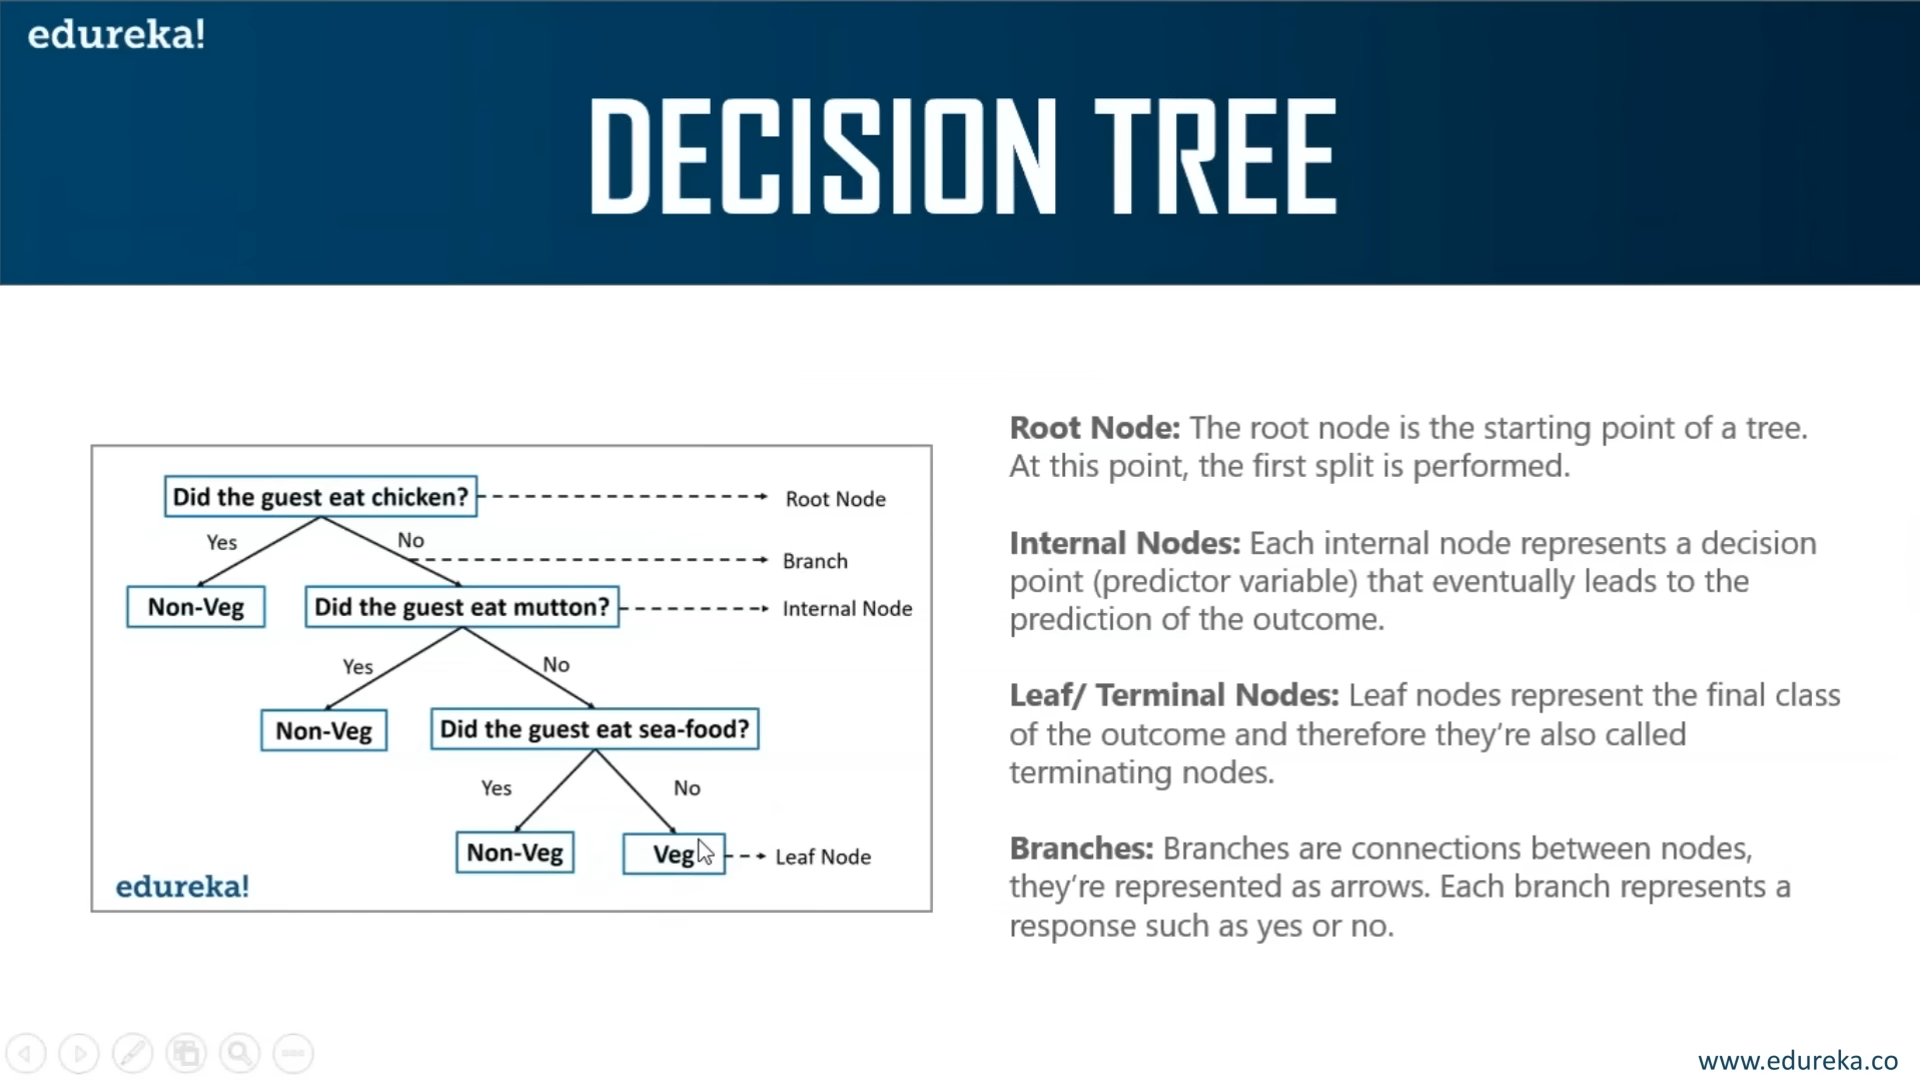 edureka!
DECISION TREE
Did the guest eat chicken?
Root Node
Yes
No
Branch
Non-Veg
Did the guest eat mutton?
Internal Node
Yes
No
Non-Veg
Did the guest eat sea-food?
Yes
No
Non-Veg
Veg
Leaf Node
edureka!
Root Node: The root node is the starting point of a tree.
At this point, the first split is performed.
Internal Nodes: Each internal node represents a decision
point (predictor variable) that eventually leads to the
prediction of the outcome.
Leaf/ Terminal Nodes: Leaf nodes represent the final class
of the outcome and therefore they’re also called
terminating nodes.
Branches: Branches are connections between nodes,
they’re represented as arrows. Each branch represents a
response such as yes or no.
www.edureka.co